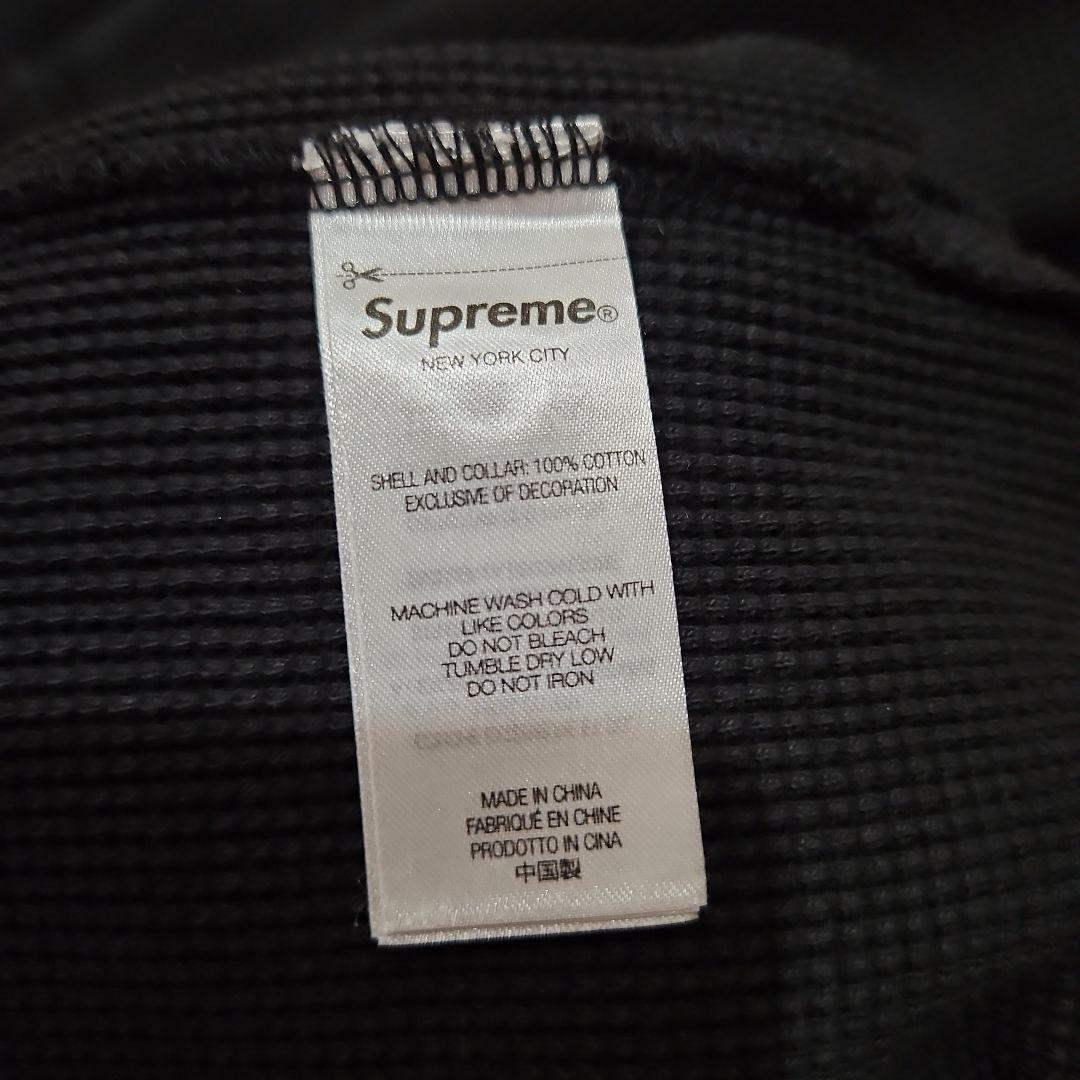 Supreme®
NEW YORK CITY
SHELL AND COLLAR: 100% COTTON
EXCLUSIVE OF DECORATION
MACHINE WASH COLD WITH
LIKE COLORS
DO NOT BLEACH
TUMBLE DRY LOW
DO NOT IRON
MADE IN CHINA
FABRIQUÉ EN CHINE
PRODOTTO IN CINA
中国製